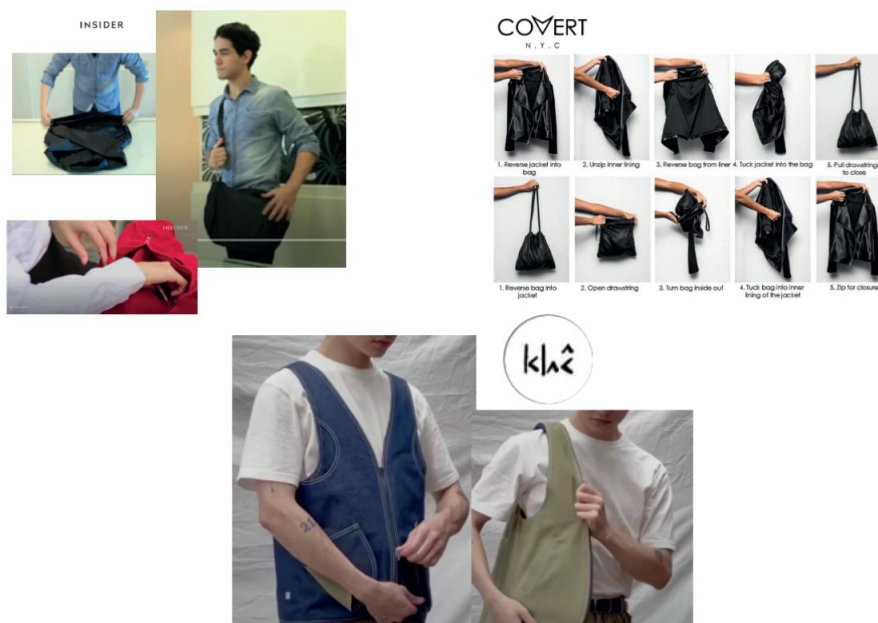 INSIDER
INSIDER
COVERT
N.Y.C
1. Reverse jacket into bag
2. Unzip inner lining
3. Reverse bag from liner
4. Tuck jacket into the bag
5. Pull drawstring to close
1. Reverse bag into jacket
2. Open drawstring
3. Turn bag inside out
4. Tuck bag into inner lining of the jacket
5. Zip for closure
khê
21